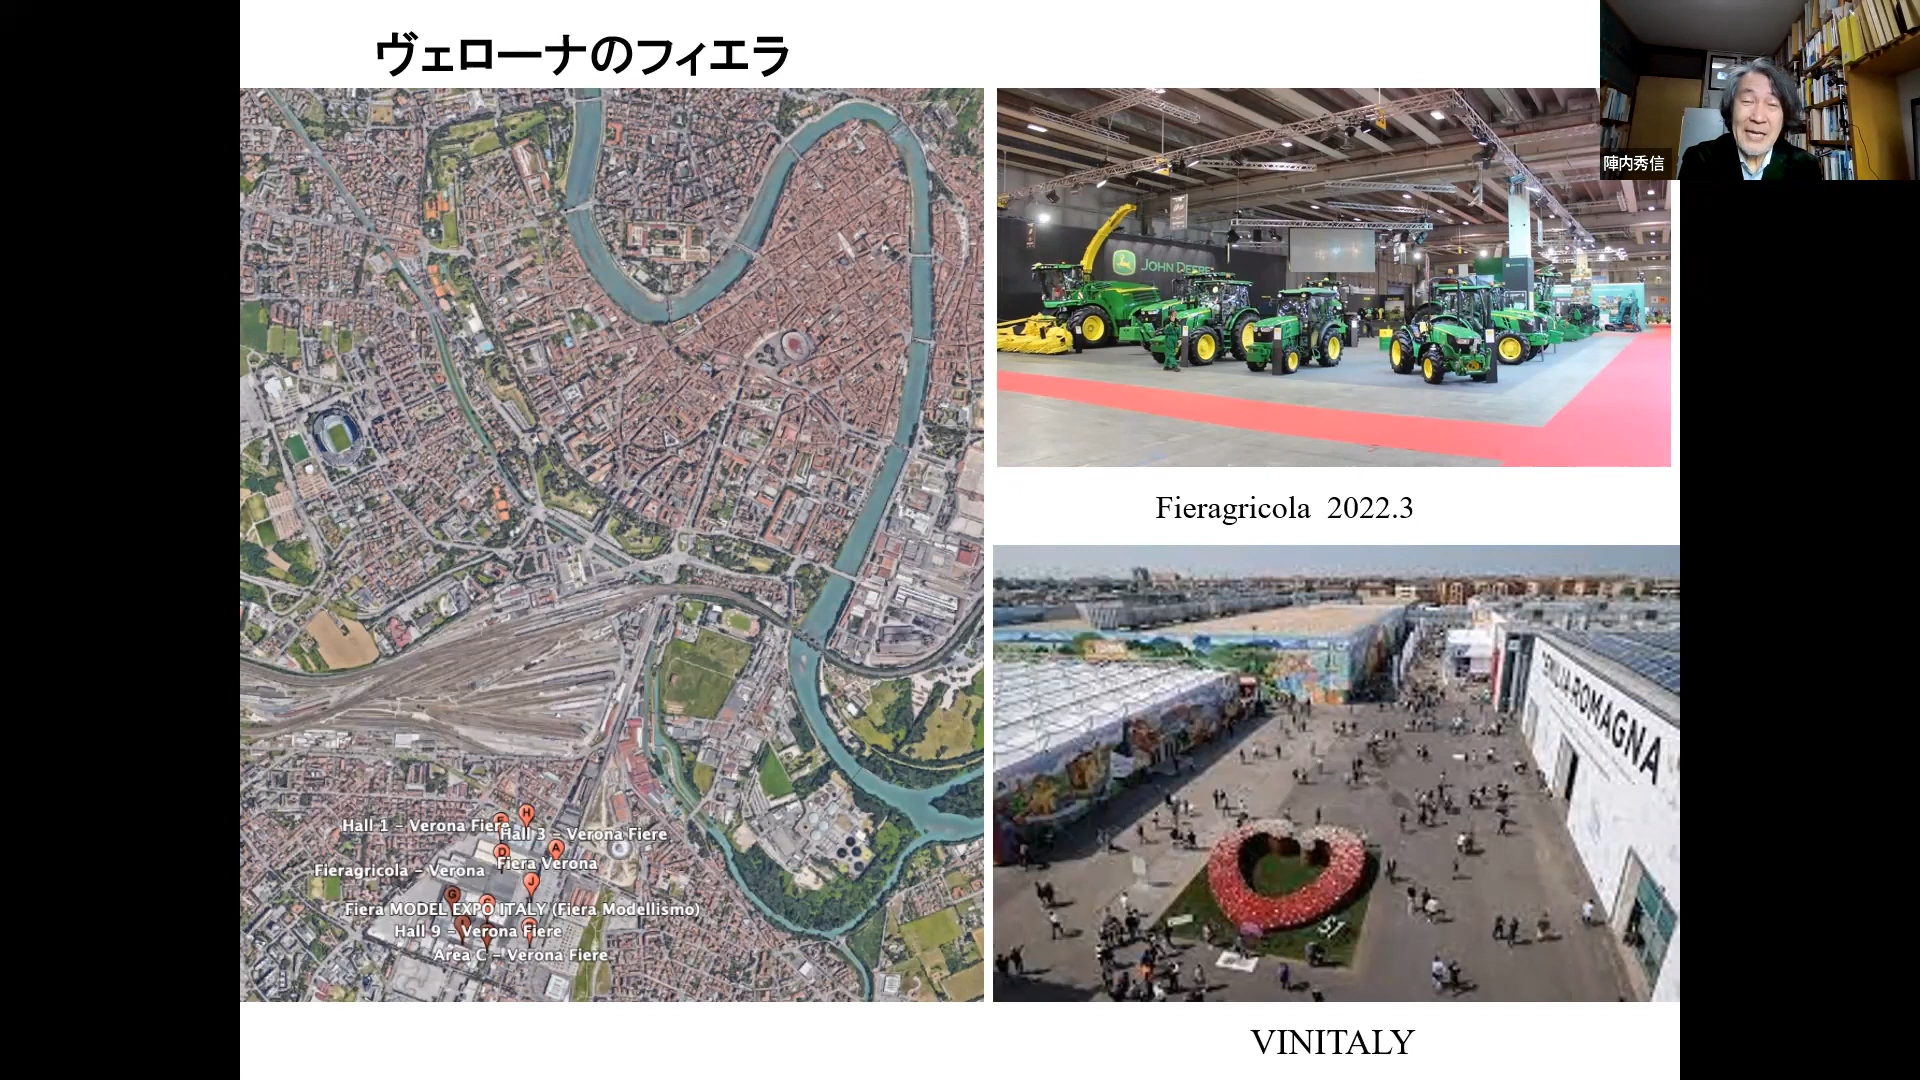 ヴェローナのフィエラ
陣内秀信
JOHN DEERE
Fieragricola 2022.3
EMILIA ROMAGNA
51
VINITALY
H
Hall 1 - Verona Fiere
Hall 3 - Verona Fiere
D
A
Fiera Verona
Fieragricola - Verona
J
G
Fiera MODEL EXPO ITALY (Fiera Modellismo)
Hall 9 - Verona Fiere
Area C - Verona Fiere